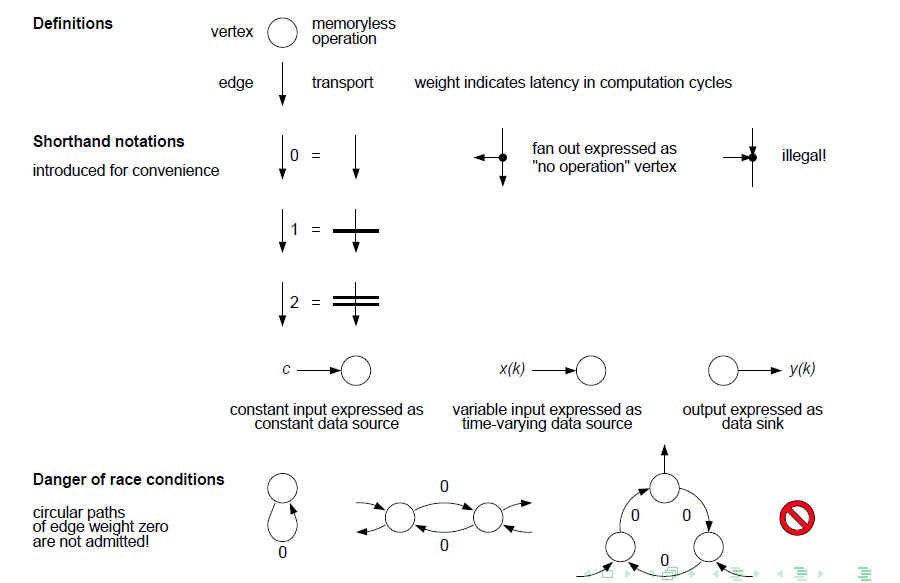 Definitions
vertex
memoryless
operation
edge
transport
weight indicates latency in computation cycles
Shorthand notations
introduced for convenience
0 =
fan out expressed as
"no operation" vertex
illegal!
1 =
2 =
c
x(k)
y(k)
constant input expressed as
constant data source
variable input expressed as
time-varying data source
output expressed as
data sink
Danger of race conditions
circular paths
of edge weight zero
are not admitted!
0
0
0
0
0
0